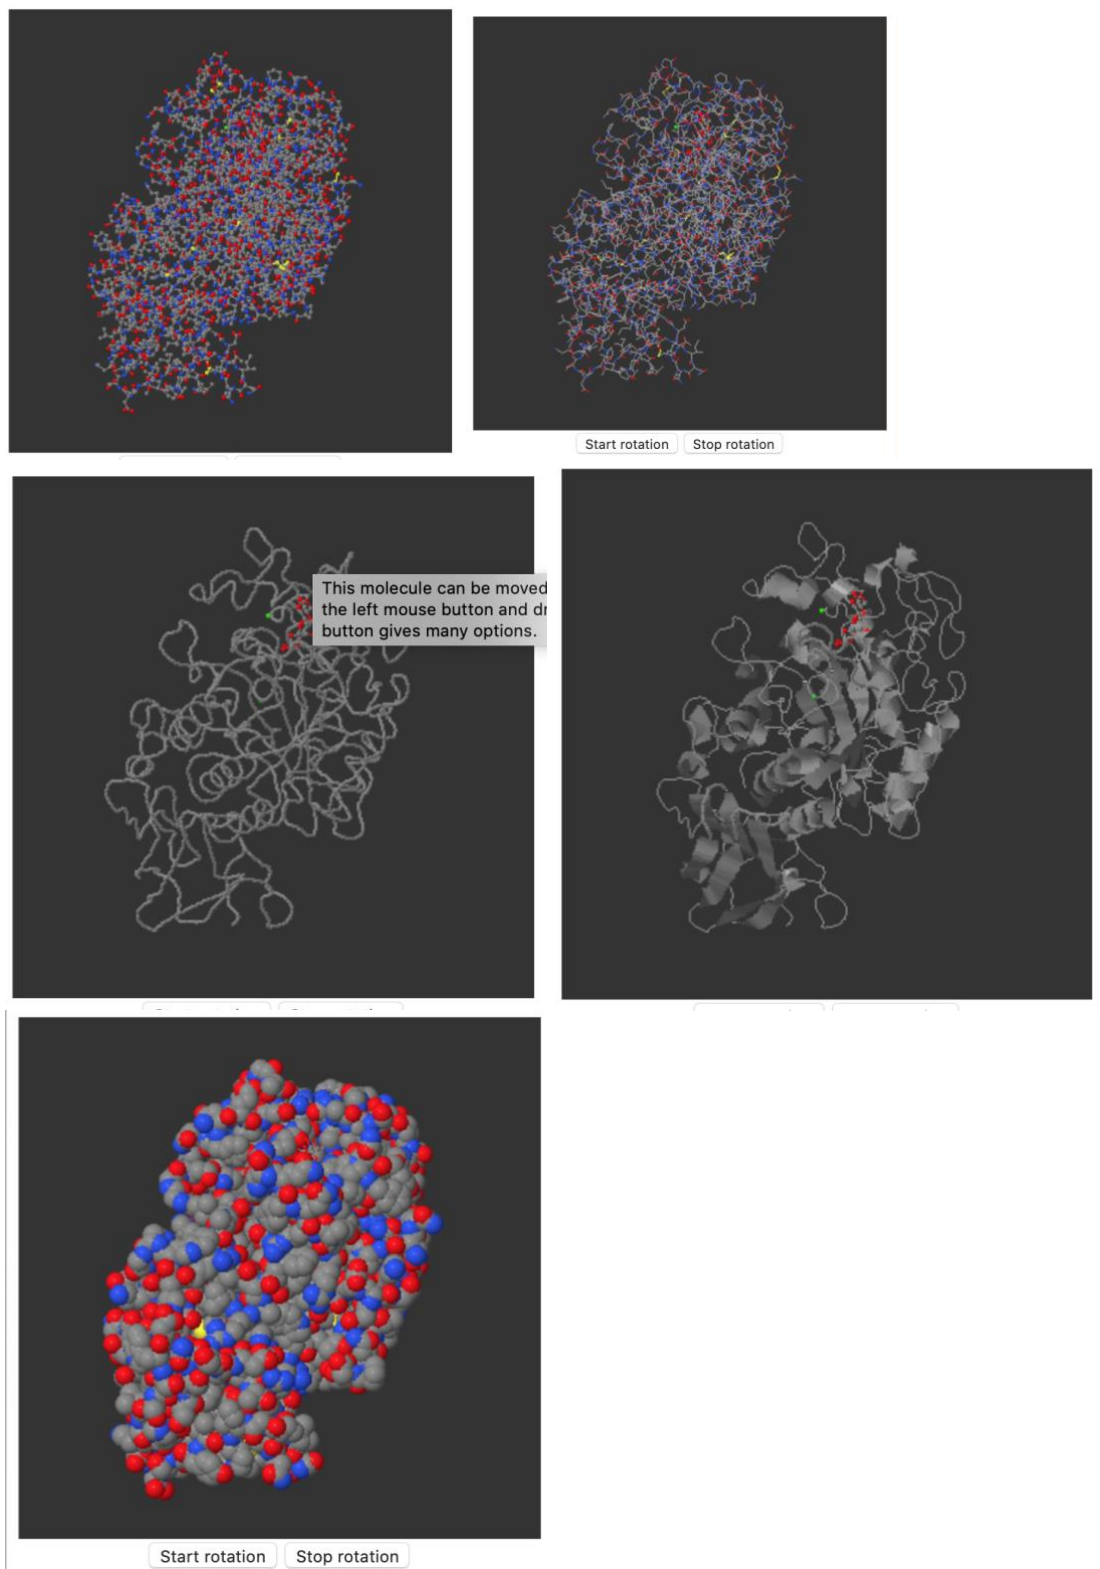 Start rotation Stop rotation
This molecule can be moved
the left mouse button and dr
button gives many options.
Start rotation Stop rotation